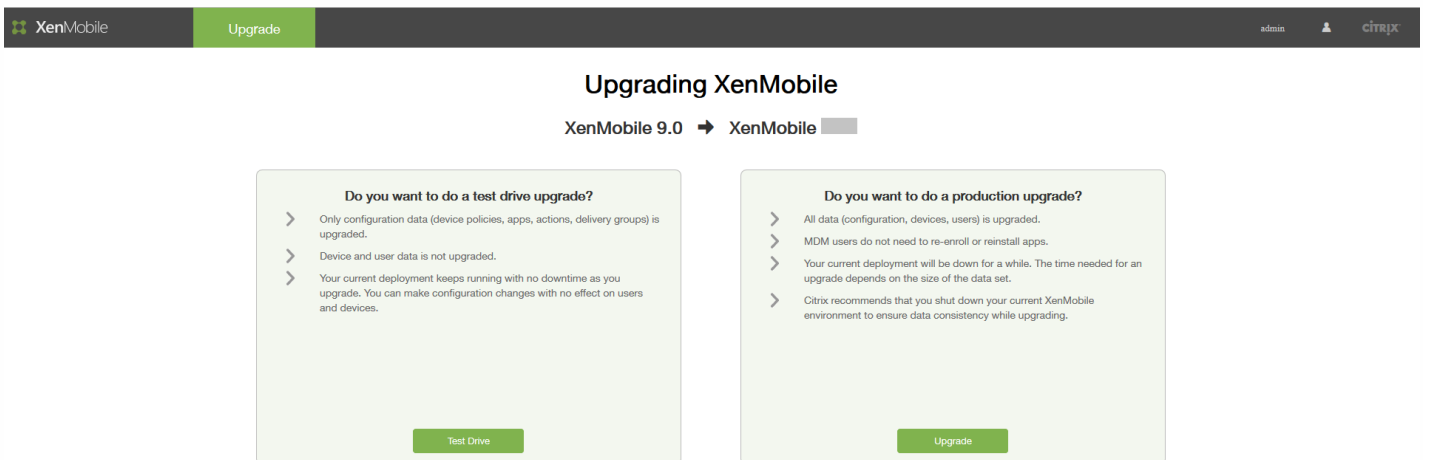 XenMobile
Upgrade
admin
CİTRIX
Upgrading XenMobile
XenMobile 9.0 ➔ XenMobile
Do you want to do a test drive upgrade?
Only configuration data (device policies, apps, actions, delivery groups) is
upgraded.
Device and user data is not upgraded.
Your current deployment keeps running with no downtime as you
upgrade. You can make configuration changes with no effect on users
and devices.
Test Drive
Do you want to do a production upgrade?
All data (configuration, devices, users) is upgraded.
MDM users do not need to re-enroll or reinstall apps.
Your current deployment will be down for a while. The time needed for an
upgrade depends on the size of the data set.
Citrix recommends that you shut down your current XenMobile
environment to ensure data consistency while upgrading.
Upgrade